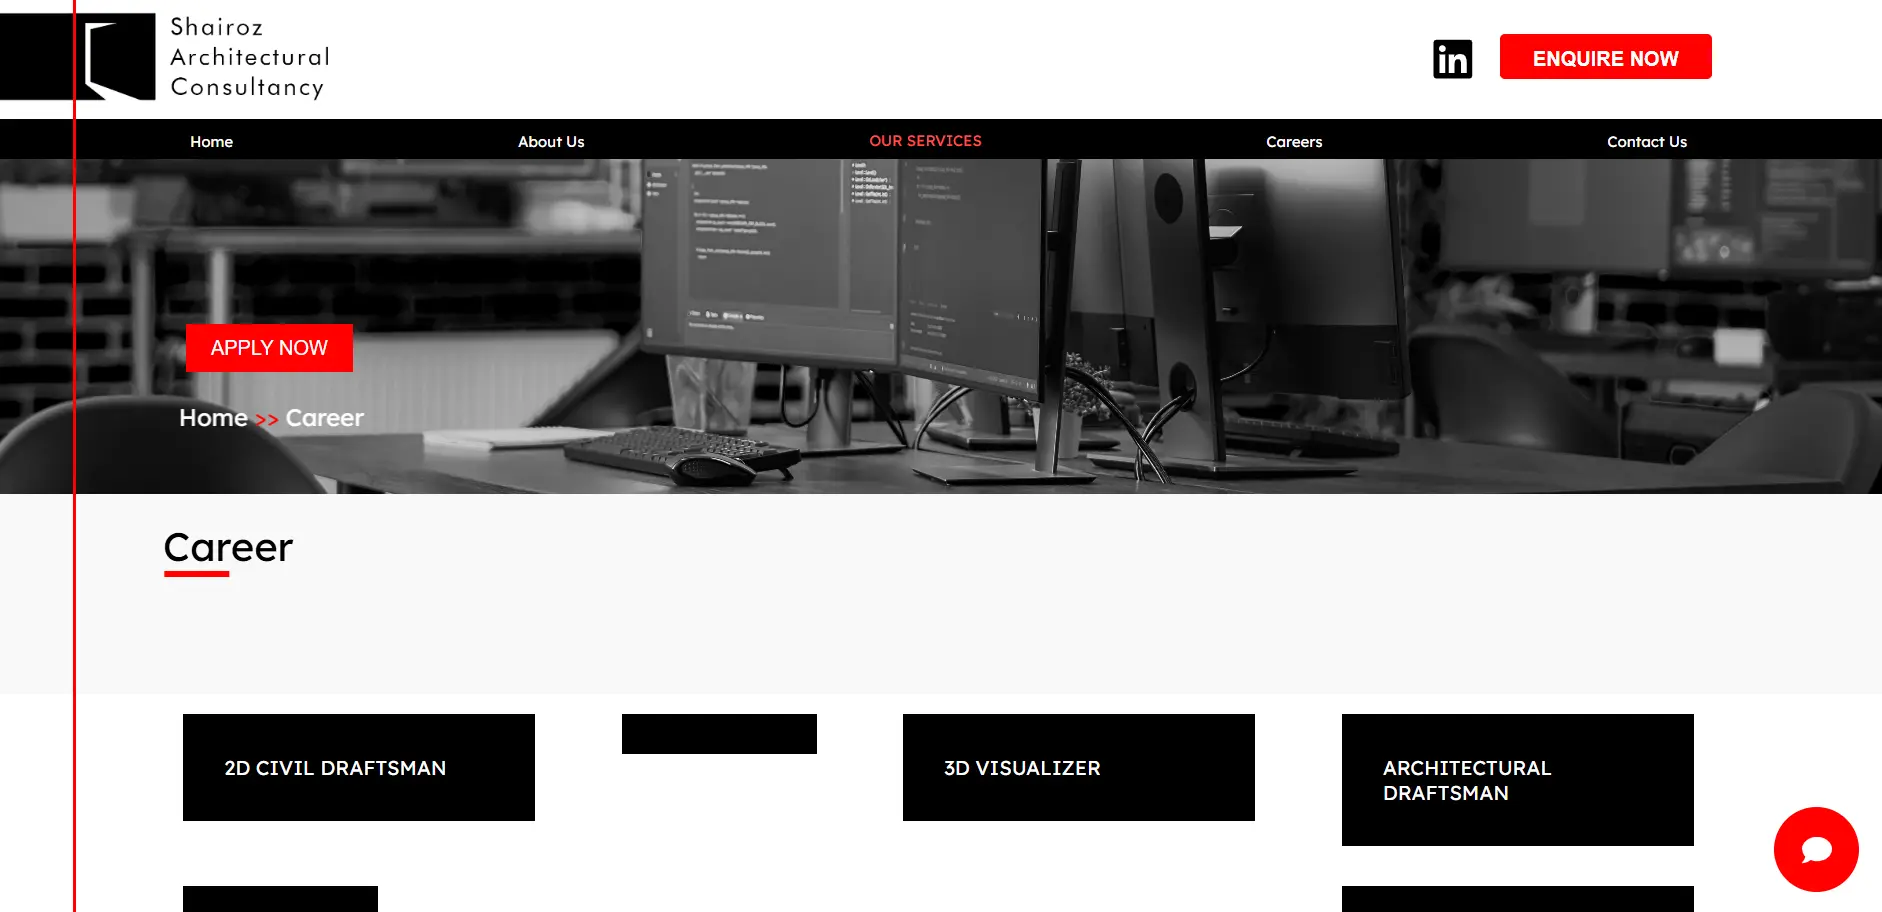 Shairoz
Architectural
Consultancy
in
ENQUIRE NOW
Home
About Us
OUR SERVICES
Careers
Contact Us
APPLY NOW
Home >> Career
Career
2D CIVIL DRAFTSMAN
3D VISUALIZER
ARCHITECTURAL
DRAFTSMAN